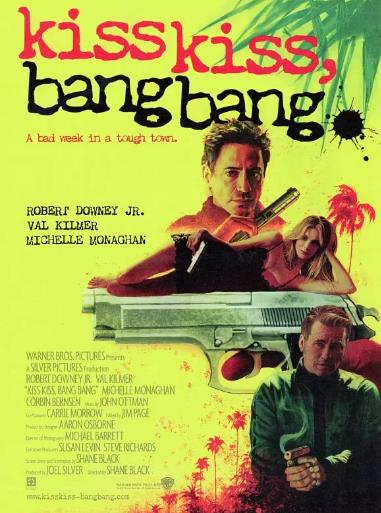 kiss kiss,
bang bang.
A bad week in a tough town.
ROBERT DOWNEY JR.
VAL KILMER
MICHELLE MONAGHAN
WARNER BROS. PICTURES Presents
A SILVER PICTURES Production
ROBERT DOWNEY JR. VAL KILMER
"KISS KISS, BANG BANG" MICHELLE MONAGHAN
CORBIN BERNSEN Music by JOHN OTTMAN
Co-Producer CARRIE MORROW Edited by JIM PAGE
Production Designer AARON OSBORNE
Director of Photography MICHAEL BARRETT
Executive Producers SUSAN LEVIN STEVE RICHARDS
Screen Story and Screenplay by SHANE BLACK
Produced by JOEL SILVER Directed by SHANE BLACK
www.kisskiss-bangbang.com